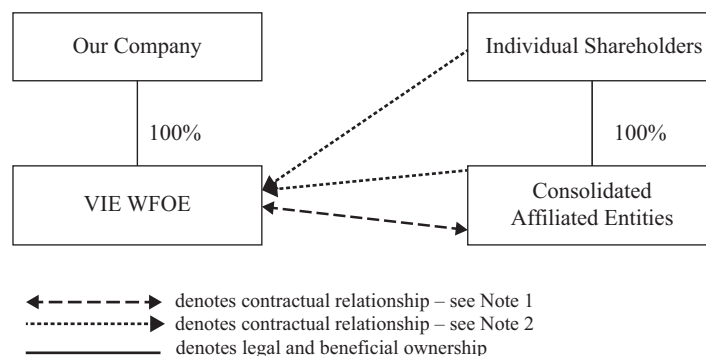 Our Company
Individual Shareholders
100%
100%
VIE WFOE
Consolidated
Affiliated Entities
denotes contractual relationship – see Note 1
denotes contractual relationship – see Note 2
denotes legal and beneficial ownership